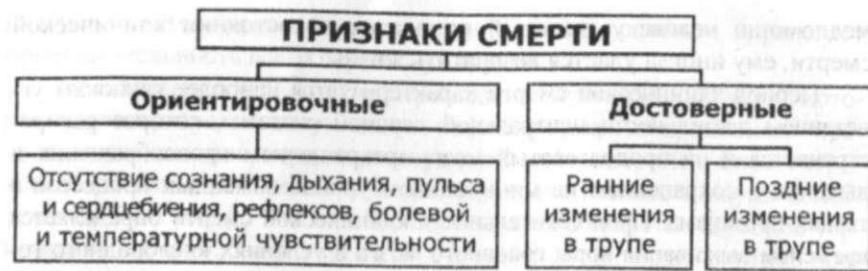 ПРИЗНАКИ СМЕРТИ
Ориентировочные
Достоверные
Отсутствие сознания, дыхания, пульса
и сердцебиения, рефлексов, болевой
и температурной чувствительности
Ранние
изменения
в трупе
Поздние
изменения
в трупе